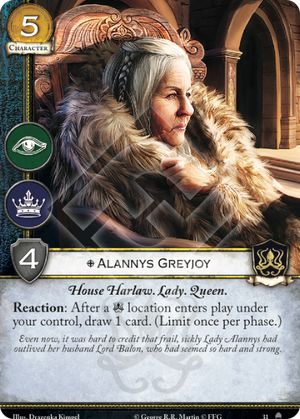 5
Character
4
Alannys Greyjoy
House Harlaw. Lady. Queen.
Reaction: After a location enters play under
your control, draw 1 card. (Limit once per phase.)
Even now, it was hard to credit that frail, sickly Lady Alannys had
outlived her husband Lord Balon, who had seemed so hard and strong.
Illus. Drazenka Kimpel
© George R.R. Martin © FFG
11